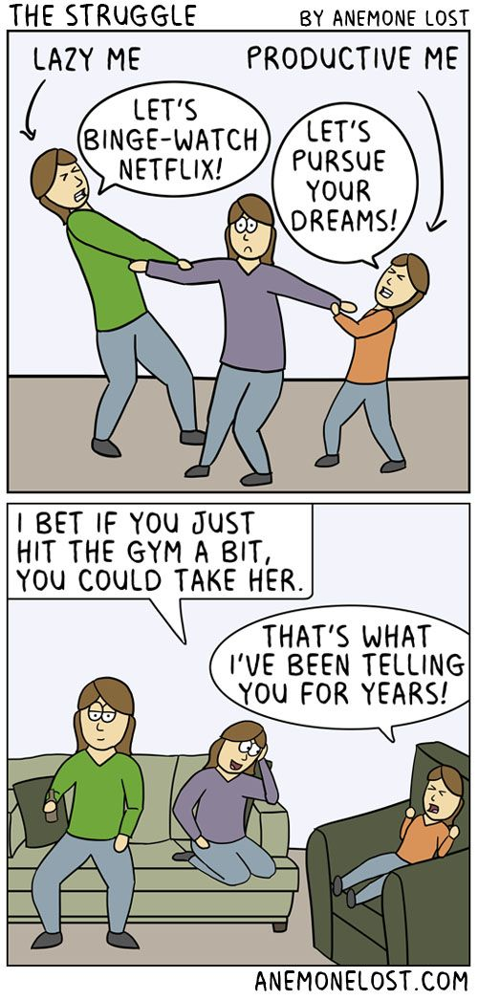 THE STRUGGLE
BY ANEMONE LOST
LAZY ME
PRODUCTIVE ME
LET'S
BINGE-WATCH
NETFLIX!
LET'S
PURSUE
YOUR
DREAMS!
I BET IF YOU JUST
HIT THE GYM A BIT,
YOU COULD TAKE HER.
THAT'S WHAT
I'VE BEEN TELLING
YOU FOR YEARS!
ANEMONELOST.COM